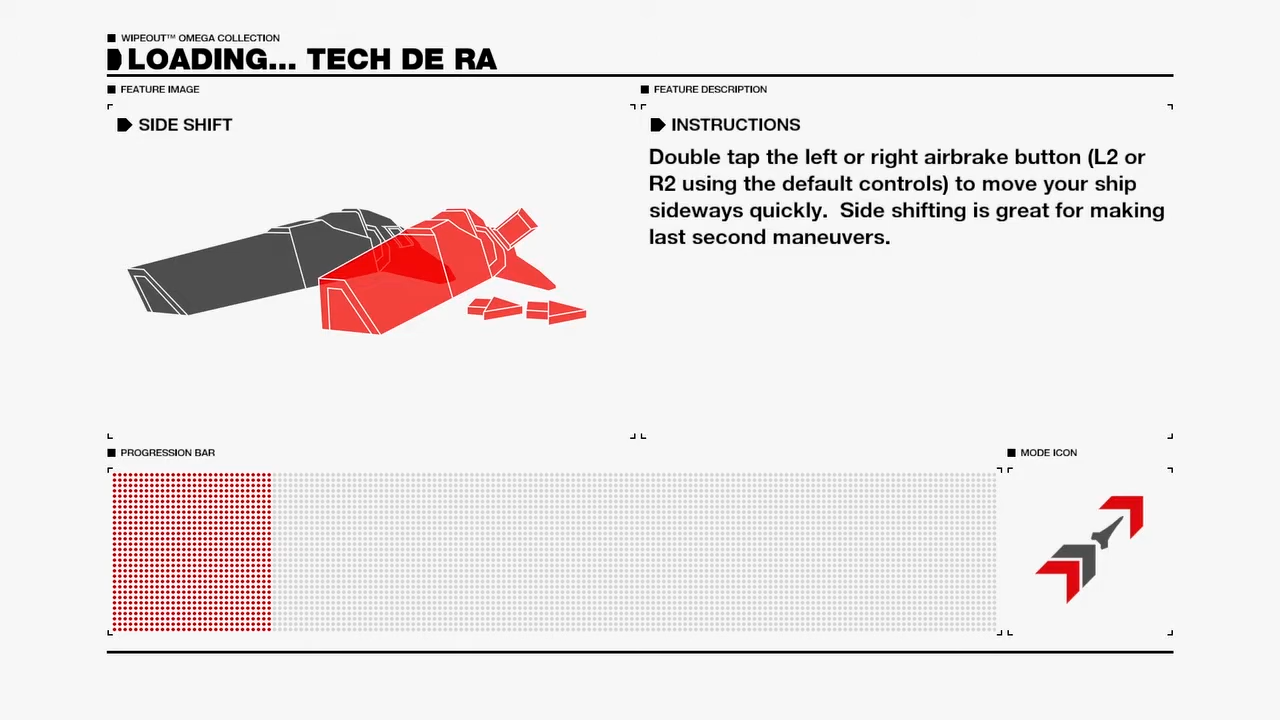 WIPEOUT™ OMEGA COLLECTION
LOADING... TECH DE RA
FEATURE IMAGE
SIDE SHIFT
FEATURE DESCRIPTION
INSTRUCTIONS
Double tap the left or right airbrake button (L2 or
R2 using the default controls) to move your ship
sideways quickly.  Side shifting is great for making
last second maneuvers.
PROGRESSION BAR
MODE ICON